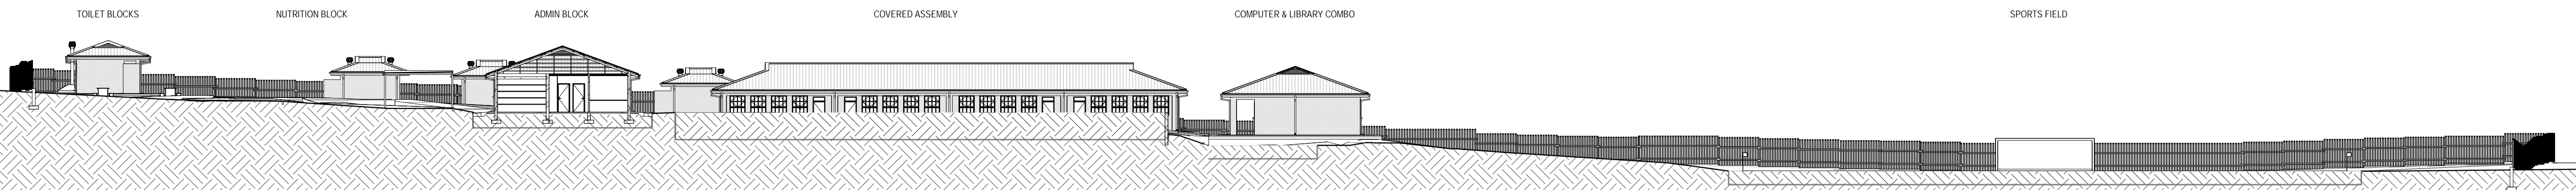 TOILET BLOCKS
NUTRITION BLOCK
ADMIN BLOCK
COVERED ASSEMBLY
COMPUTER & LIBRARY COMBO
SPORTS FIELD